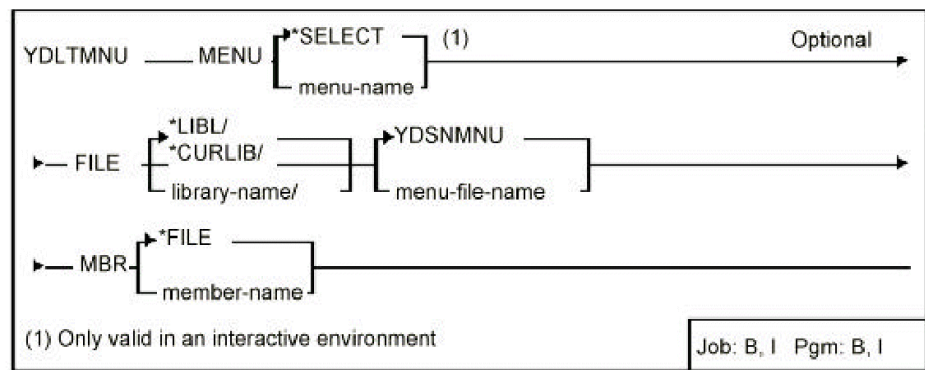 *SELECT (1) Optional
YDLTMNU MENU
menu-name
*LIBL/ YDSNMNU
FILE *CURLIB/
library-name/ menu-file-name
*FILE
MBR
member-name
(1) Only valid in an interactive environment
Job: B, I Pgm: B, I